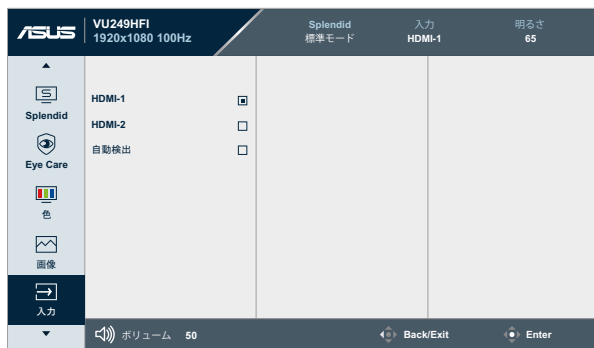 ASUS
VU249HFI
1920x1080 100Hz
Splendid
標準モード
入力
HDMI-1
明るさ
65
Splendid
Eye Care
色
画像
入力
HDMI-1
HDMI-2
自動検出
ボリューム 50
Back/Exit
Enter